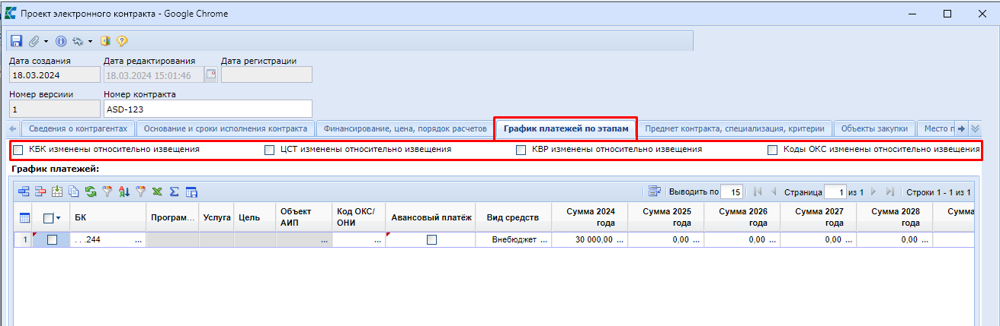 Проект электронного контракта - Google Chrome
Дата создания Дата редактирования Дата регистрации
18.03.2024 18.03.2024 15:01:46
Номер версиии Номер контракта
1 ASD-123
Сведения о контрагентах Основание и сроки исполнения контракта Финансирование, цена, порядок расчетов График платежей по этапам Предмет контракта, специализация, критерии Объекты закупки Место п
КБК изменены относительно извещения ЦСТ изменены относительно извещения КВР изменены относительно извещения Коды ОКС изменены относительно извещения
График платежей:
Выводить по 15 Страница 1 из 1 Строки 1 - 1 из 1
БК Програм... Услуга Цель Объект АИП Код ОКС/ ОНИ Авансовый платёж Вид средств Сумма 2024 года Сумма 2025 года Сумма 2026 года Сумма 2027 года Сумма 2028 года Сумма
1 . . .244 ... ... ... Внебюджет ... 30 000,00 ... 0,00 ... 0,00 ... 0,00 ... 0,00 ...